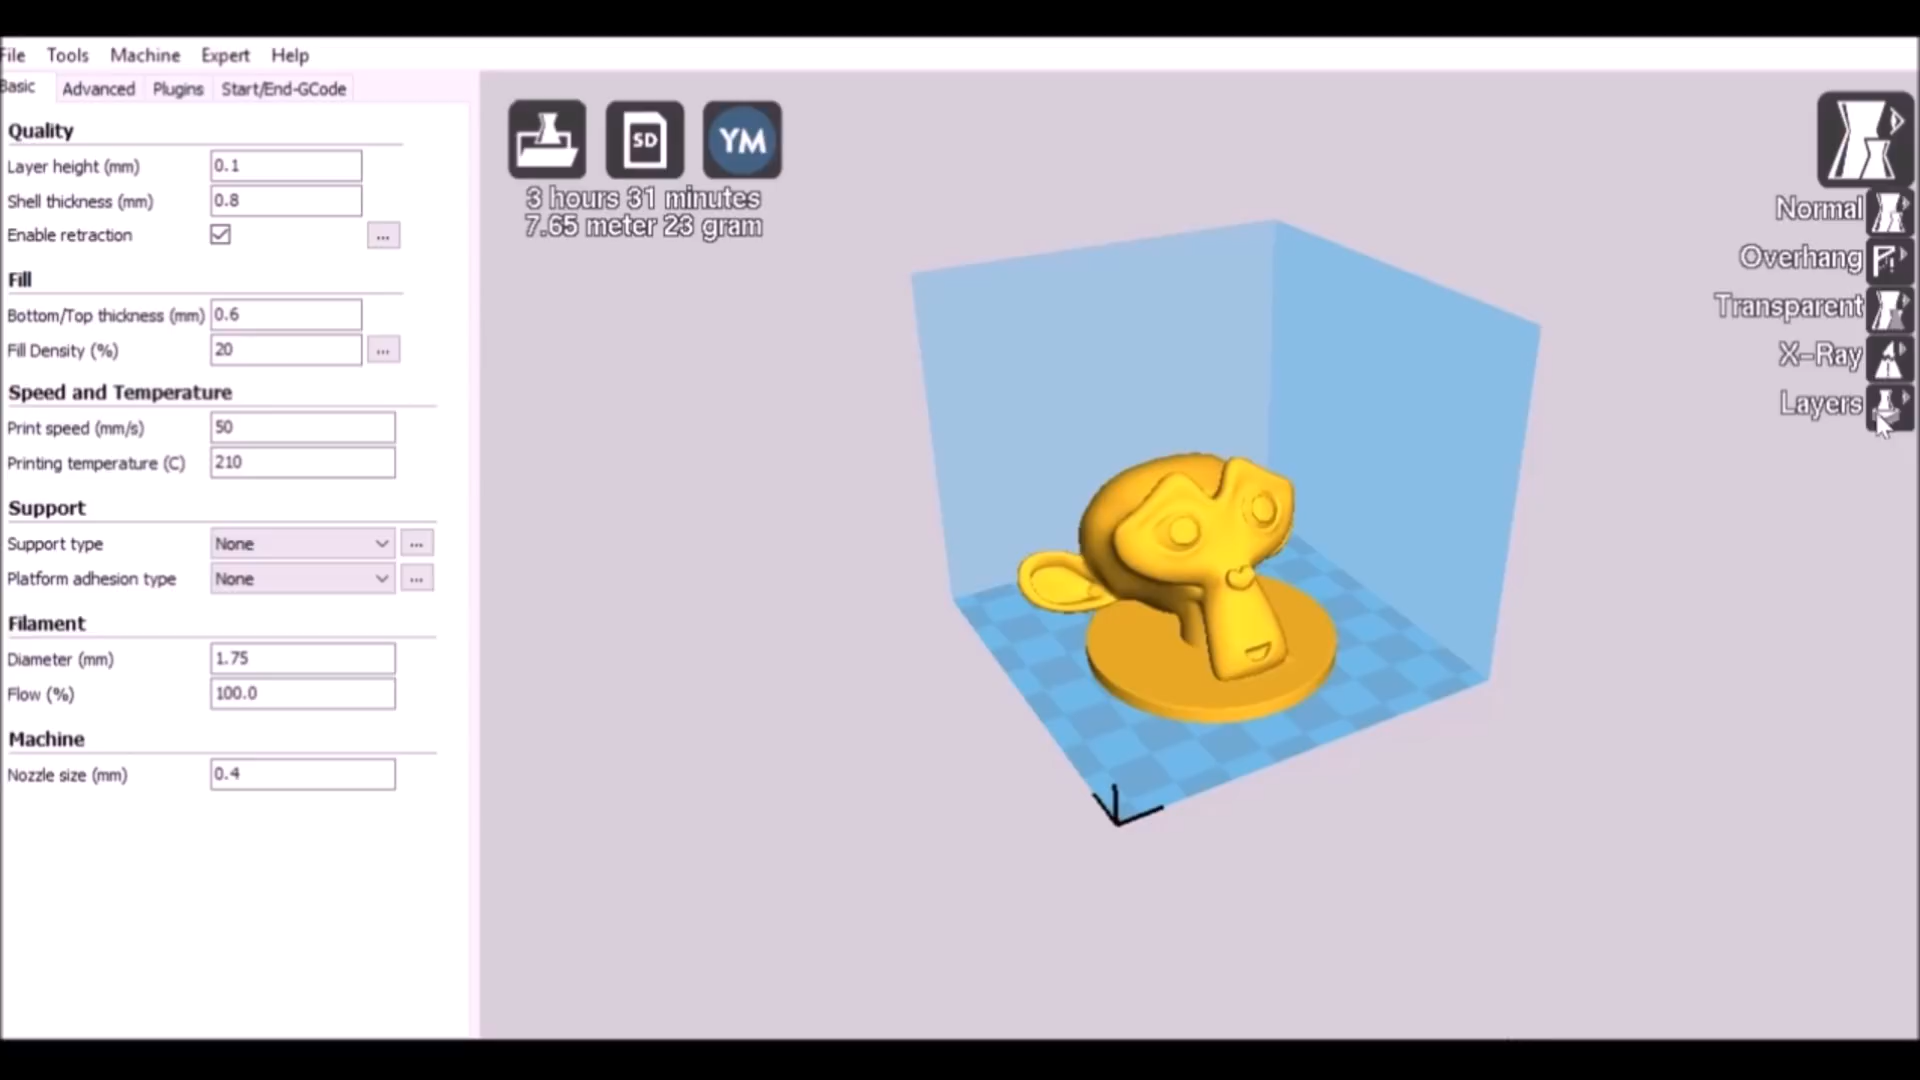 File Tools Machine Expert Help
Basic Advanced Plugins Start/End-GCode
Quality
Layer height (mm) 0.1
Shell thickness (mm) 0.8
Enable retraction ...
Fill
Bottom/Top thickness (mm) 0.6
Fill Density (%) 20 ...
Speed and Temperature
Print speed (mm/s) 50
Printing temperature (C) 210
Support
Support type None ...
Platform adhesion type None ...
Filament
Diameter (mm) 1.75
Flow (%) 100.0
Machine
Nozzle size (mm) 0.4
SD YM
3 hours 31 minutes
7.65 meter 23 gram
Normal
Overhang
Transparent
X-Ray
Layers